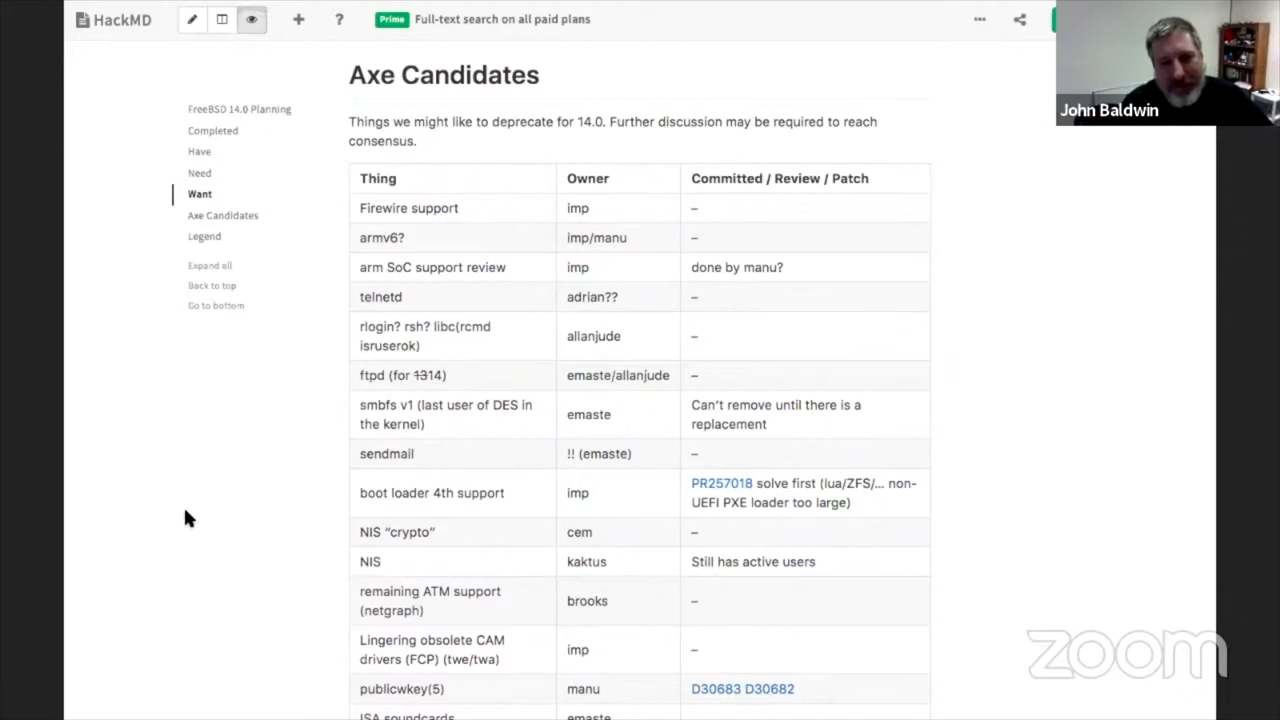 HackMD
Prime Full-text search on all paid plans
John Baldwin
FreeBSD 14.0 Planning
Completed
Have
Need
Want
Axe Candidates
Legend
Expand all
Back to top
Go to bottom
Axe Candidates
Things we might like to deprecate for 14.0. Further discussion may be required to reach
consensus.
Thing Owner Committed / Review / Patch
Firewire support imp –
armv6? imp/manu –
arm SoC support review imp done by manu?
telnetd adrian?? –
rlogin? rsh? libc(rcmd
isruserok) allanjude –
ftpd (for 1314) emaste/allanjude –
smbfs v1 (last user of DES in
the kernel) emaste Can't remove until there is a
replacement
sendmail !! (emaste) –
boot loader 4th support imp PR257018 solve first (lua/ZFS/... non-
UEFI PXE loader too large)
NIS “crypto” cem –
NIS kaktus Still has active users
remaining ATM support
(netgraph) brooks –
Lingering obsolete CAM
drivers (FCP) (twe/twa) imp –
publicwkey(5) manu D30683 D30682
ISA soundcards emaste
zoom